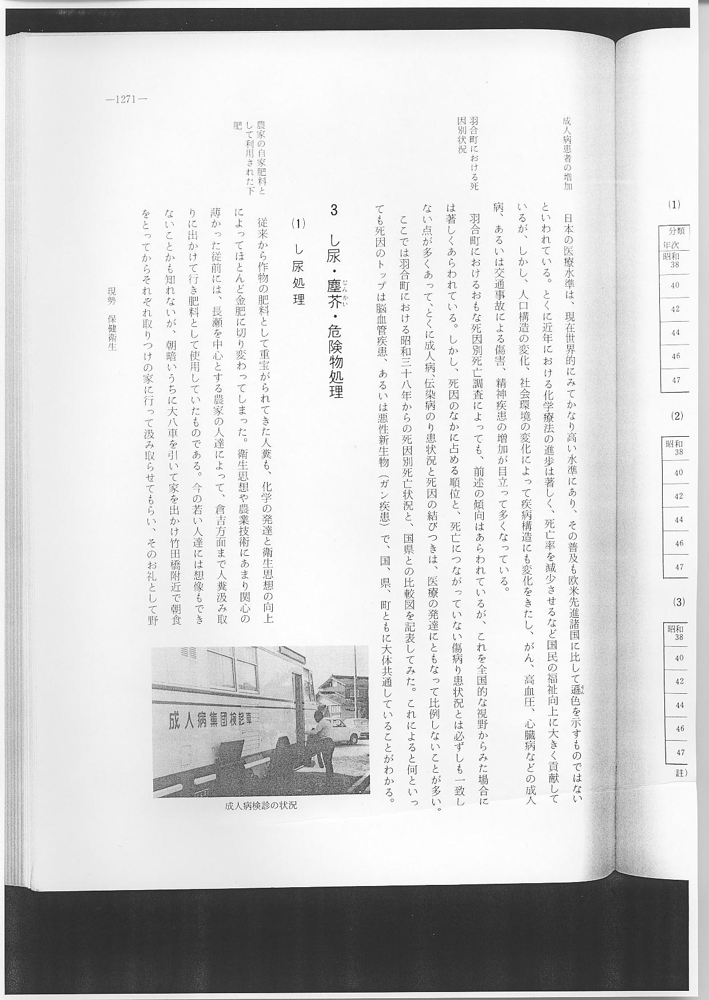 (1)
分類
年次
昭和
38
40
42
44
46
47
(2)
昭和
38
40
42
44
46
47
(3)
昭和
38
40
42
44
46
47
註)
成人病患者の増加
日本の医療水準は、現在世界的にみてかなり高い水準にあり、その普及も欧米先進諸国に比して遜色を示すものではない
といわれている。とくに近年における化学療法の進歩は著しく、死亡率を減少させるなど国民の福祉向上に大きく貢献して
いるが、しかし、人口構造の変化、社会環境の変化によって疾病構造にも変化をきたし、がん、高血圧、心臓病などの成人
病、あるいは交通事故による傷害、精神疾患の増加が目立って多くなっている。
羽合町における死
因別状況
羽合町におけるおもな死因別死亡調査によっても、前述の傾向はあらわれているが、これを全国的な視野からみた場合に
は著しくあらわれている。しかし、死因のなかに占める順位と、死亡につながっていない傷病り患状況とは必ずしも一致し
ない点が多くあって、とくに成人病、伝染病のり患状況と死因の結びつきは、医療の発達にともなって比例しないことが多い。
ここでは羽合町における昭和三十八年からの死因別死亡状況と、国県との比較図を記表してみた。これによると何といっ
ても死因のトップは脳血管疾患、あるいは悪性新生物（ガン疾患）で、国、県、町ともに大体共通していることがわかる。
3 し尿・塵芥・危険物処理
じんかい
(1) し尿処理
農家の自家肥料と
して利用された下
肥
従来から作物の肥料として重宝がられてきた人糞も、化学の発達と衛生思想の向上
によってほとんど金肥に切り変わってしまった。衛生思想や農業技術にあまり関心の
薄かった従前には、長瀬を中心とする農家の人達によって、倉吉方面まで人糞汲み取
りに出かけて行き肥料として使用していたものである。今の若い人達には想像もでき
ないことかも知れないが、朝暗いうちに大八車を引いて家を出かけ竹田橋附近で朝食
をとってからそれぞれ取りつけの家に行って汲み取らせてもらい、そのお礼として野
成人病集団検診車
成人病検診の状況
現勢 保健衛生
—1271—